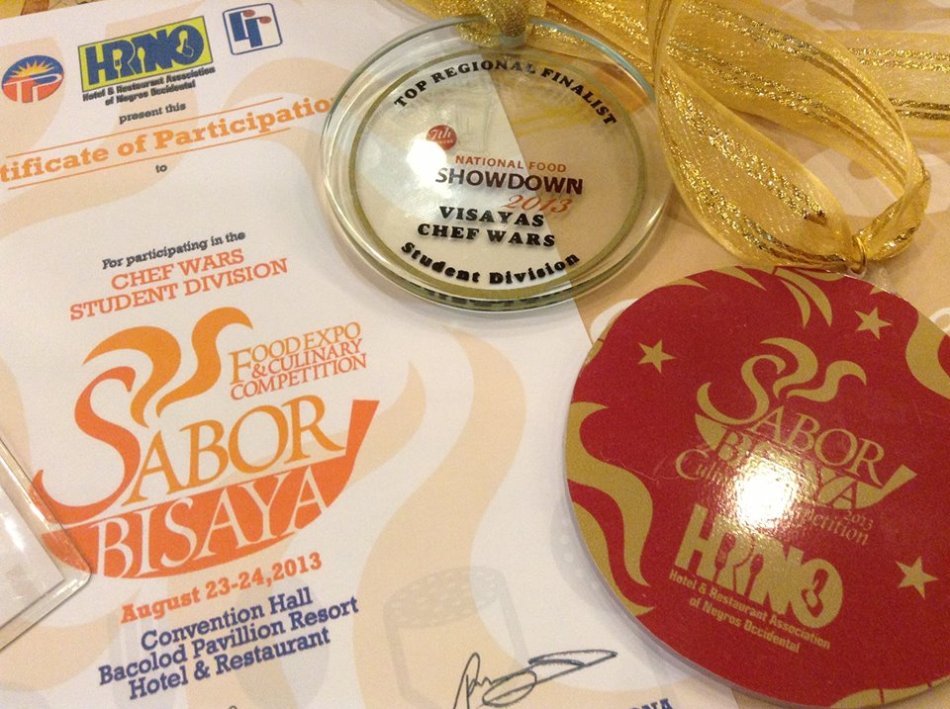 HRANO
Hotel & Restaurant Association
of Negros Occidental
present this
tificate of Participatio
to
For participating in the
CHEF WARS
STUDENT DIVISION
FOOD EXPO
& CULINARY
COMPETITION
SABOR
BISAYA
August 23-24,2013
Convention Hall
Bacolod Pavillion Resort
Hotel & Restaurant
TOP REGIONAL FINALIST
7th
NATIONAL FOOD
SHOWDOWN
2013
VISAYAS
CHEF WARS
Student Division
SABOR
BISAYA
2013
Competition
HRANO
Hotel & Restaurant Association
of Negros Occidental